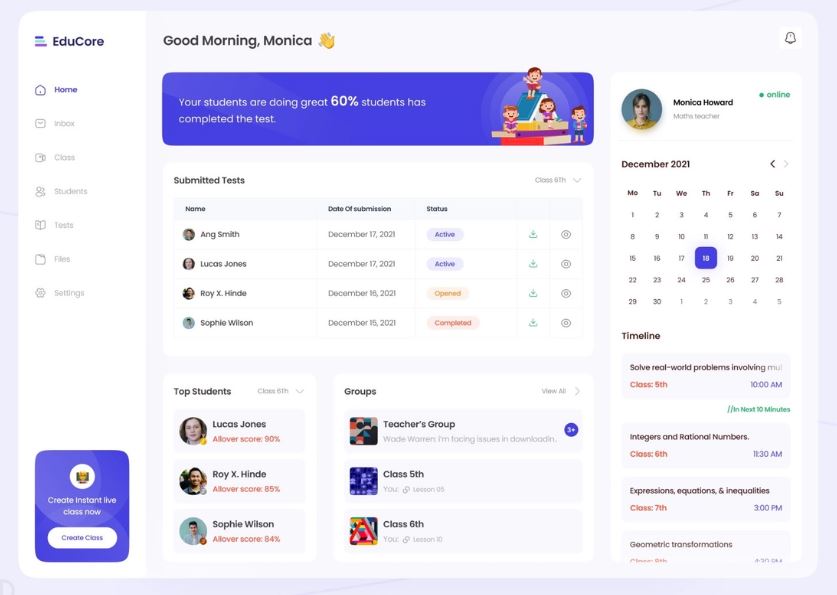 EduCore
Home
Inbox
Class
Students
Tests
Files
Settings
Create Instant live
class now
Create Class
Good Morning, Monica
Your students are doing great 60% students has
completed the test.
Submitted Tests
Class 6Th
Name Date Of submission Status
Ang Smith December 17, 2021 Active
Lucas Jones December 17, 2021 Active
Roy X. Hinde December 16, 2021 Opened
Sophie Wilson December 15, 2021 Completed
Top Students
Class 6Th
Lucas Jones
Allover score: 90%
Roy X. Hinde
Allover score: 85%
Sophie Wilson
Allover score: 84%
Groups
View All
Teacher's Group
Wade Warren: I'm facing issues in downloadin..
3+
Class 5th
You: Lesson 05
Class 6th
You: Lesson 10
Monica Howard
Maths teacher
online
December 2021
Mo Tu We Th Fr Sa Su
1 2 3 4 5 6 7
8 9 10 11 12 13 14
15 16 17 18 19 20 21
22 23 24 25 26 27 28
29 30 1 2 3 4 5
Timeline
Solve real-world problems involving mul
Class: 5th 10:00 AM
//In Next 10 Minutes
Integers and Rational Numbers.
Class: 6th 11:30 AM
Expressions, equations, & inequalities
Class: 7th 3:00 PM
Geometric transformations